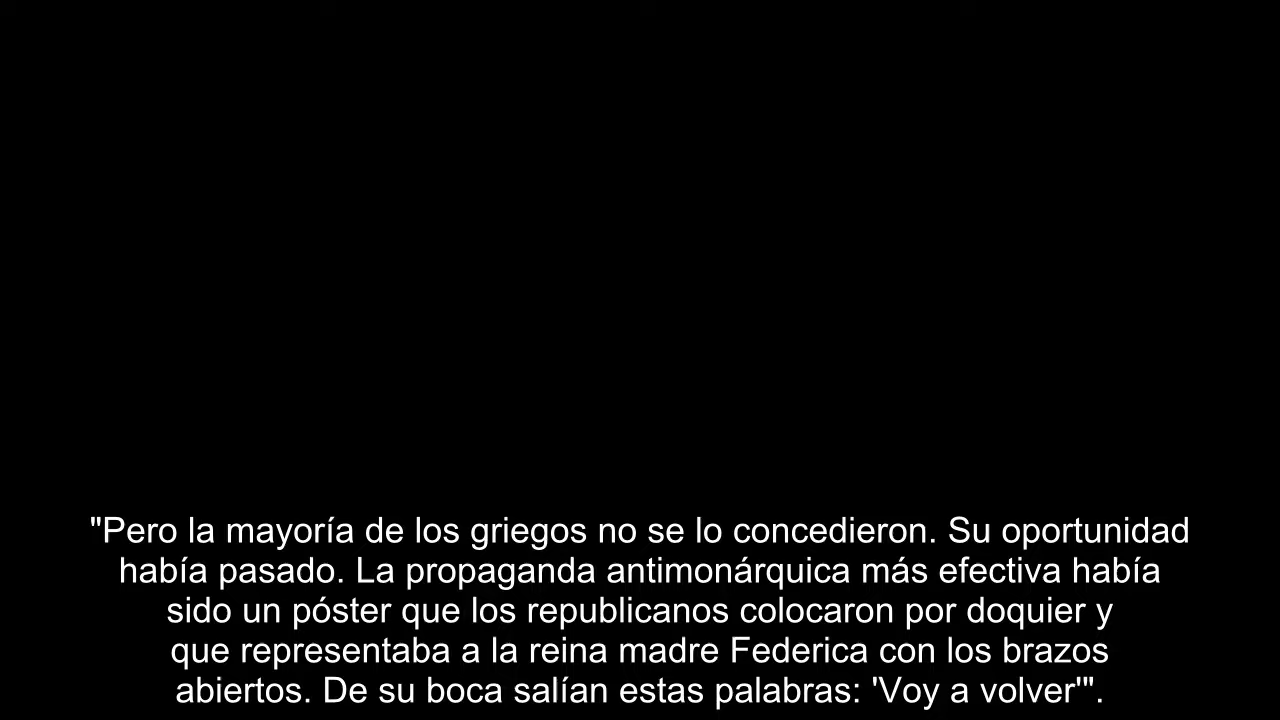 "Pero la mayoría de los griegos no se lo concedieron. Su oportunidad
había pasado. La propaganda antimonárquica más efectiva había
sido un póster que los republicanos colocaron por doquier y
que representaba a la reina madre Federica con los brazos
abiertos. De su boca salían estas palabras: 'Voy a volver'".